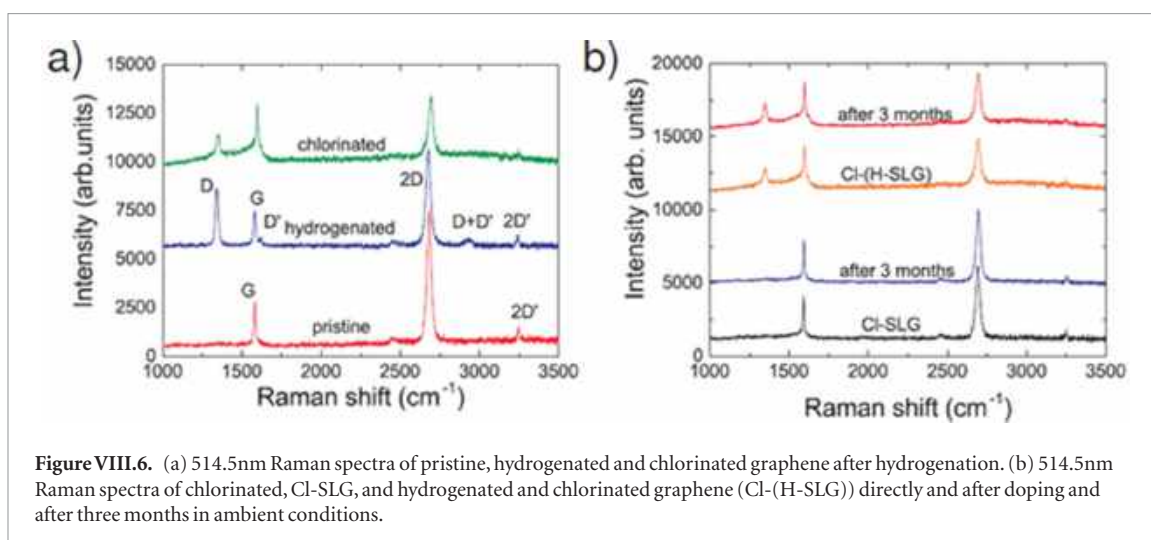 a)
Intensity (arb.units)
15000
12500
10000
7500
5000
2500
0
chlorinated
D
G
D'
hydrogenated
2D
D+D'
2D'
G
pristine
2D'
1000 1500 2000 2500 3000 3500
Raman shift (cm⁻¹)
b)
Intensity (arb. units)
20000
15000
10000
5000
0
after 3 months
Cl-(H-SLG)
after 3 months
Cl-SLG
1000 1500 2000 2500 3000 3500
Raman shift (cm⁻¹)
Figure VIII.6. (a) 514.5nm Raman spectra of pristine, hydrogenated and chlorinated graphene after hydrogenation. (b) 514.5nm
Raman spectra of chlorinated, Cl-SLG, and hydrogenated and chlorinated graphene (Cl-(H-SLG)) directly and after doping and
after three months in ambient conditions.